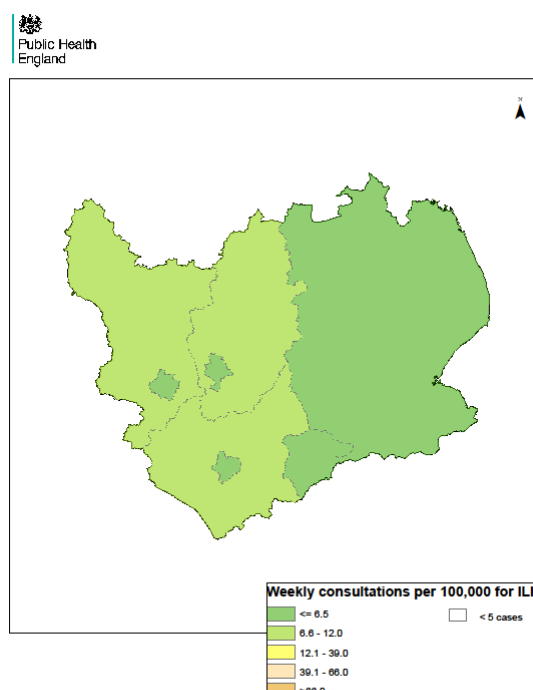 Public Health
England
N
Weekly consultations per 100,000 for ILI
<= 6.5
< 5 cases
6.6 - 12.0
12.1 - 39.0
39.1 - 66.0